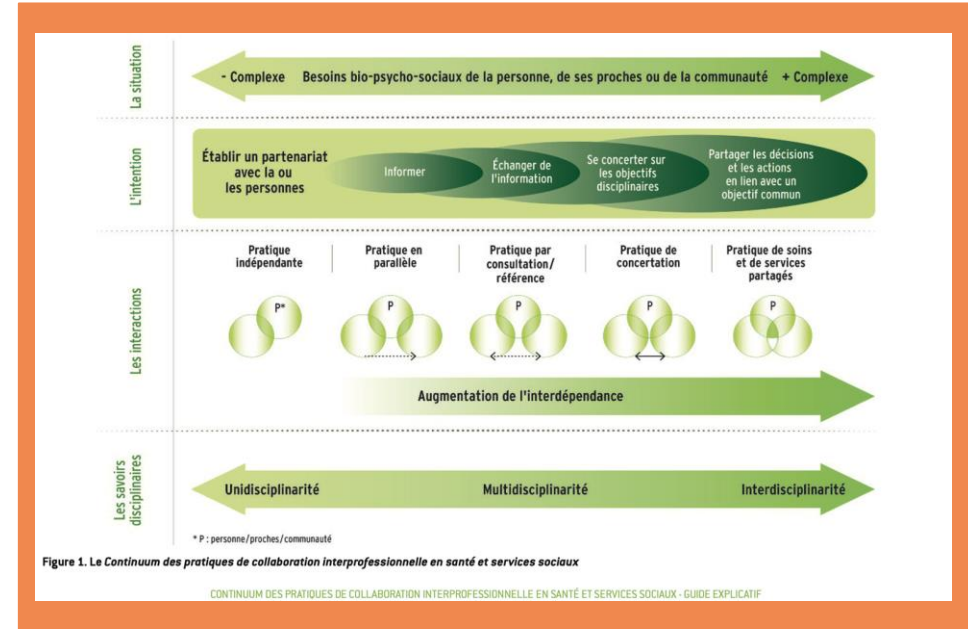 La situation
- Complexe Besoins bio-psycho-sociaux de la personne, de ses proches ou de la communauté + Complexe
L'intention
Établir un partenariat
avec la ou
les personnes
Informer
Échanger de
l'information
Se concerter sur
les objectifs
disciplinaires
Partager les décisions
et les actions
en lien avec un
objectif commun
Les interactions
Pratique
indépendante
Pratique en
parallèle
Pratique par
consultation/
référence
Pratique de
concertation
Pratique de soins
et de services
partagés
P*
P
P
P
P
Augmentation de l'interdépendance
Les savoirs
disciplinaires
Unidisciplinarité Multidisciplinarité Interdisciplinarité
* P : personne/proches/communauté
Figure 1. Le Continuum des pratiques de collaboration interprofessionnelle en santé et services sociaux
CONTINUUM DES PRATIQUES DE COLLABORATION INTERPROFESSIONNELLE EN SANTÉ ET SERVICES SOCIAUX - GUIDE EXPLICATIF